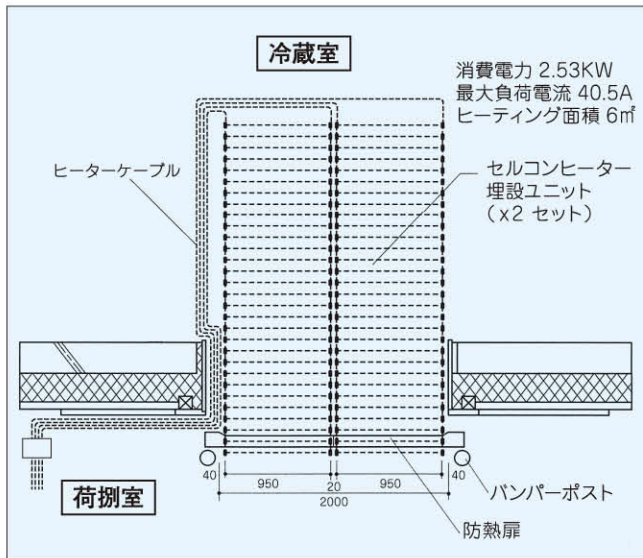 冷蔵室
消費電力 2.53KW
最大負荷電流 40.5A
ヒーティング面積 6㎡
ヒーターケーブル
セルコンヒーター
埋設ユニット
(x2 セット)
40
950
20
950
40
2000
荷捌室
バンパーポスト
防熱扉